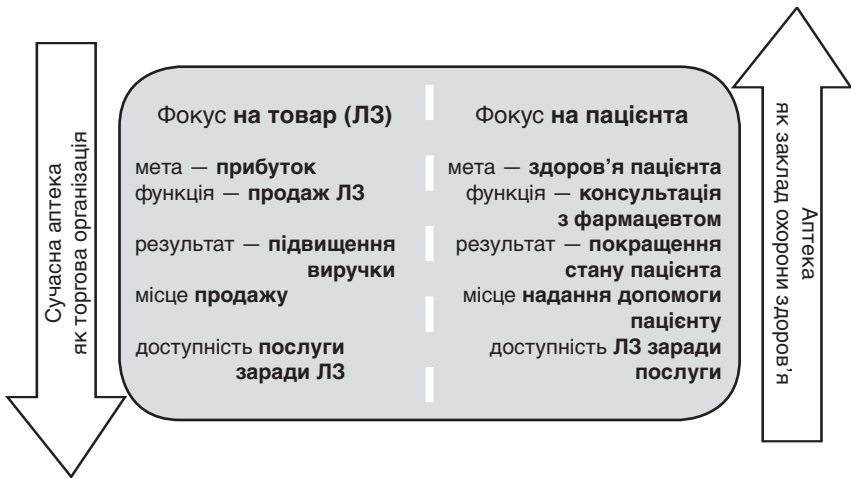 Сучасна аптека
як торгова організація
Фокус на товар (ЛЗ)
мета — прибуток
функція — продаж ЛЗ
результат — підвищення
виручки
місце продажу
доступність послуги
заради ЛЗ
Фокус на пацієнта
мета — здоров’я пацієнта
функція — консультація
з фармацевтом
результат — покращення
стану пацієнта
місце надання допомоги
пацієнту
доступність ЛЗ заради
послуги
Аптека
як заклад охорони здоров’я